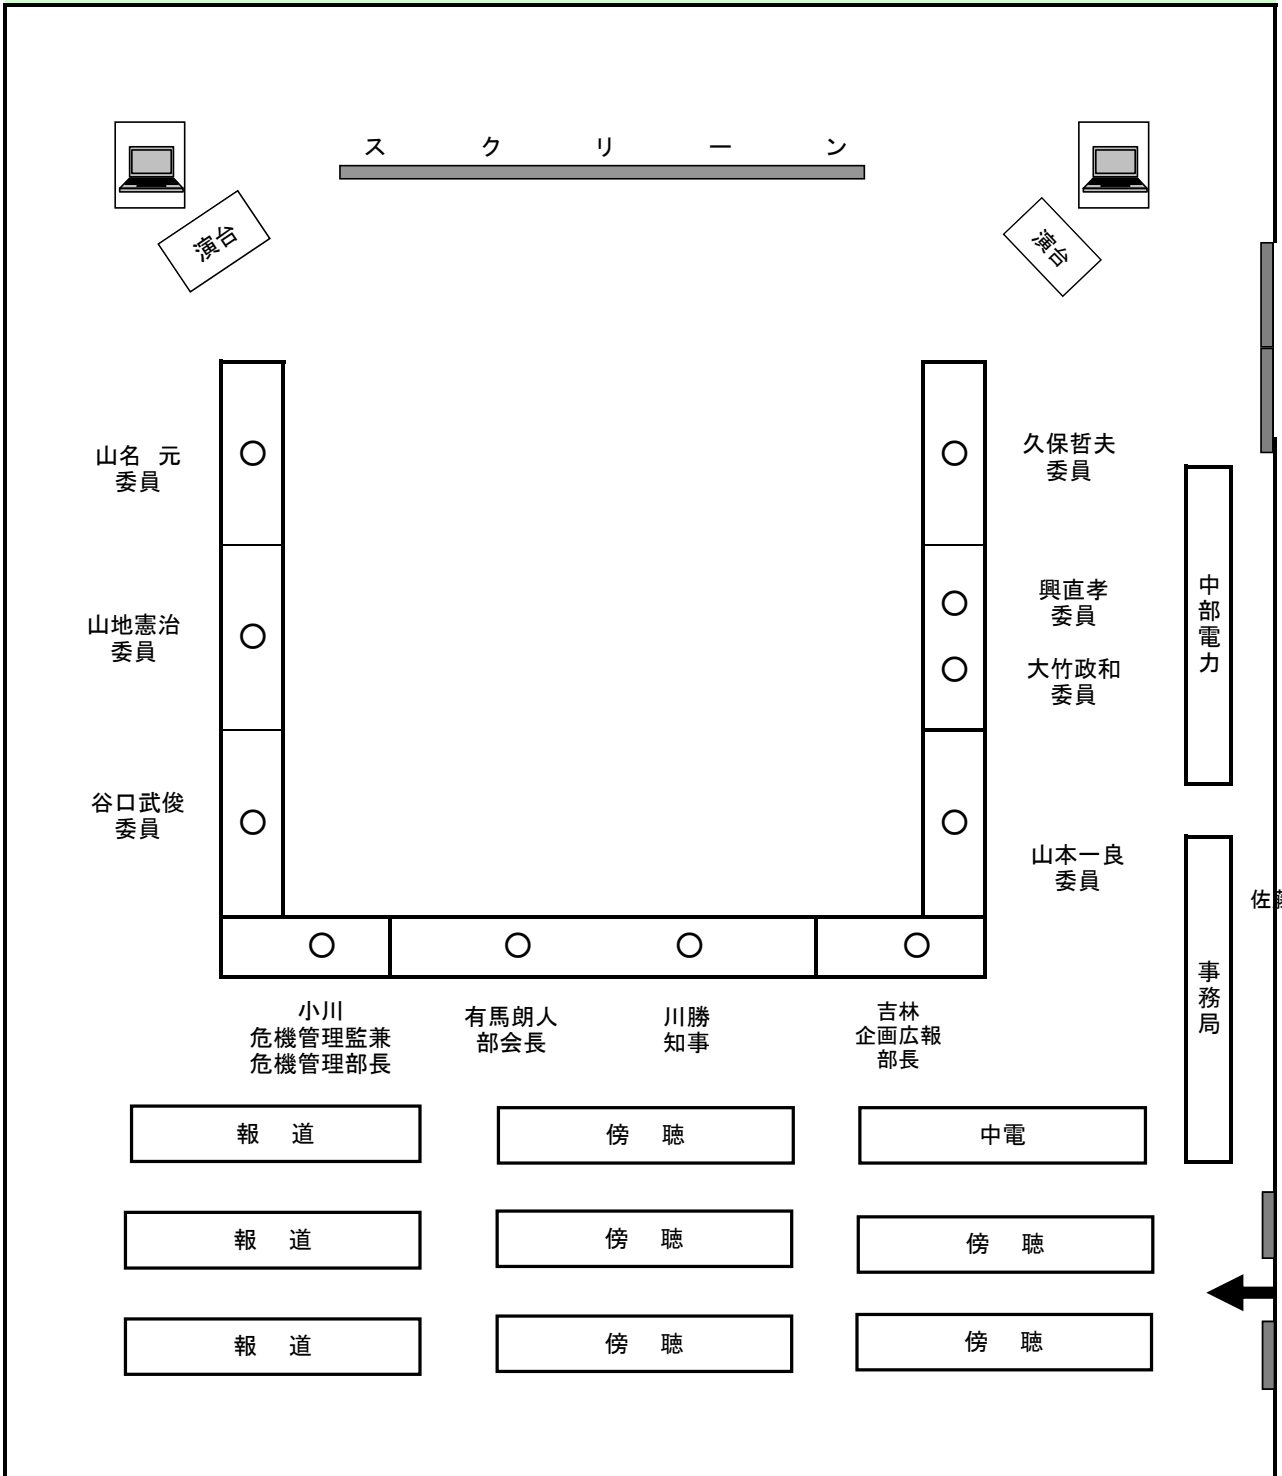 スクリーン
演台
演台
山名 元
委員
久保哲夫
委員
興直孝
委員
山地憲治
委員
大竹政和
委員
中部電力
谷口武俊
委員
山本一良
委員
佐藤
事務局
小川
危機管理監兼
危機管理部長
有馬朗人
部会長
川勝
知事
吉林
企画広報
部長
報 道
傍 聴
中電
報 道
傍 聴
傍 聴
報 道
傍 聴
傍 聴